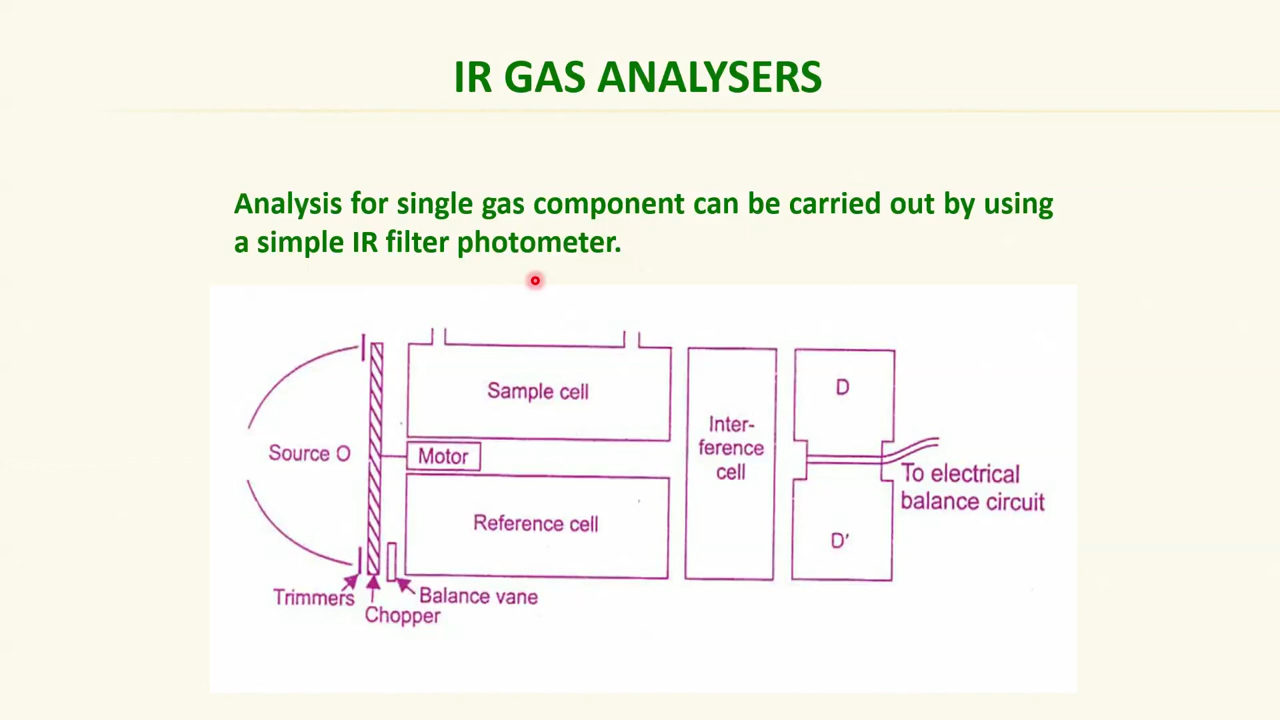 IR GAS ANALYSERS
Analysis for single gas component can be carried out by using
a simple IR filter photometer.
Sample cell
D
Inter-
ference
cell
Source O
Motor
To electrical
balance circuit
Reference cell
D'
Trimmers
Balance vane
Chopper